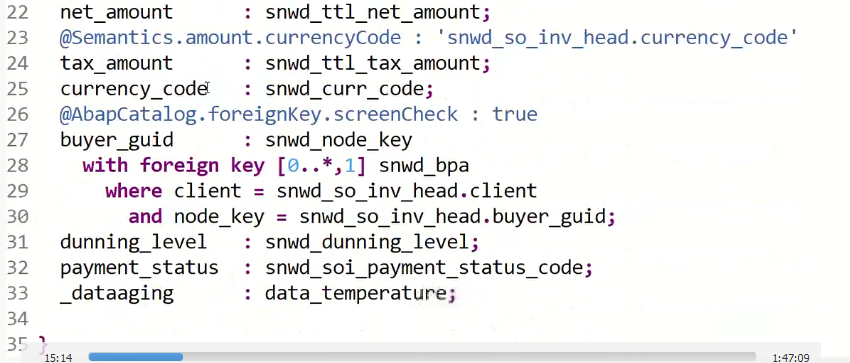 22 net_amount : snwd_ttl_net_amount;
23 @Semantics.amount.currencyCode : 'snwd_so_inv_head.currency_code'
24 tax_amount : snwd_ttl_tax_amount;
25 currency_code : snwd_curr_code;
26 @AbapCatalog.foreignKey.screenCheck : true
27 buyer_guid : snwd_node_key
28 with foreign key [0..*,1] snwd_bpa
29 where client = snwd_so_inv_head.client
30 and node_key = snwd_so_inv_head.buyer_guid;
31 dunning_level : snwd_dunning_level;
32 payment_status : snwd_soi_payment_status_code;
33 _dataaging : data_temperature;
34
35 }
15:14 1:47:09